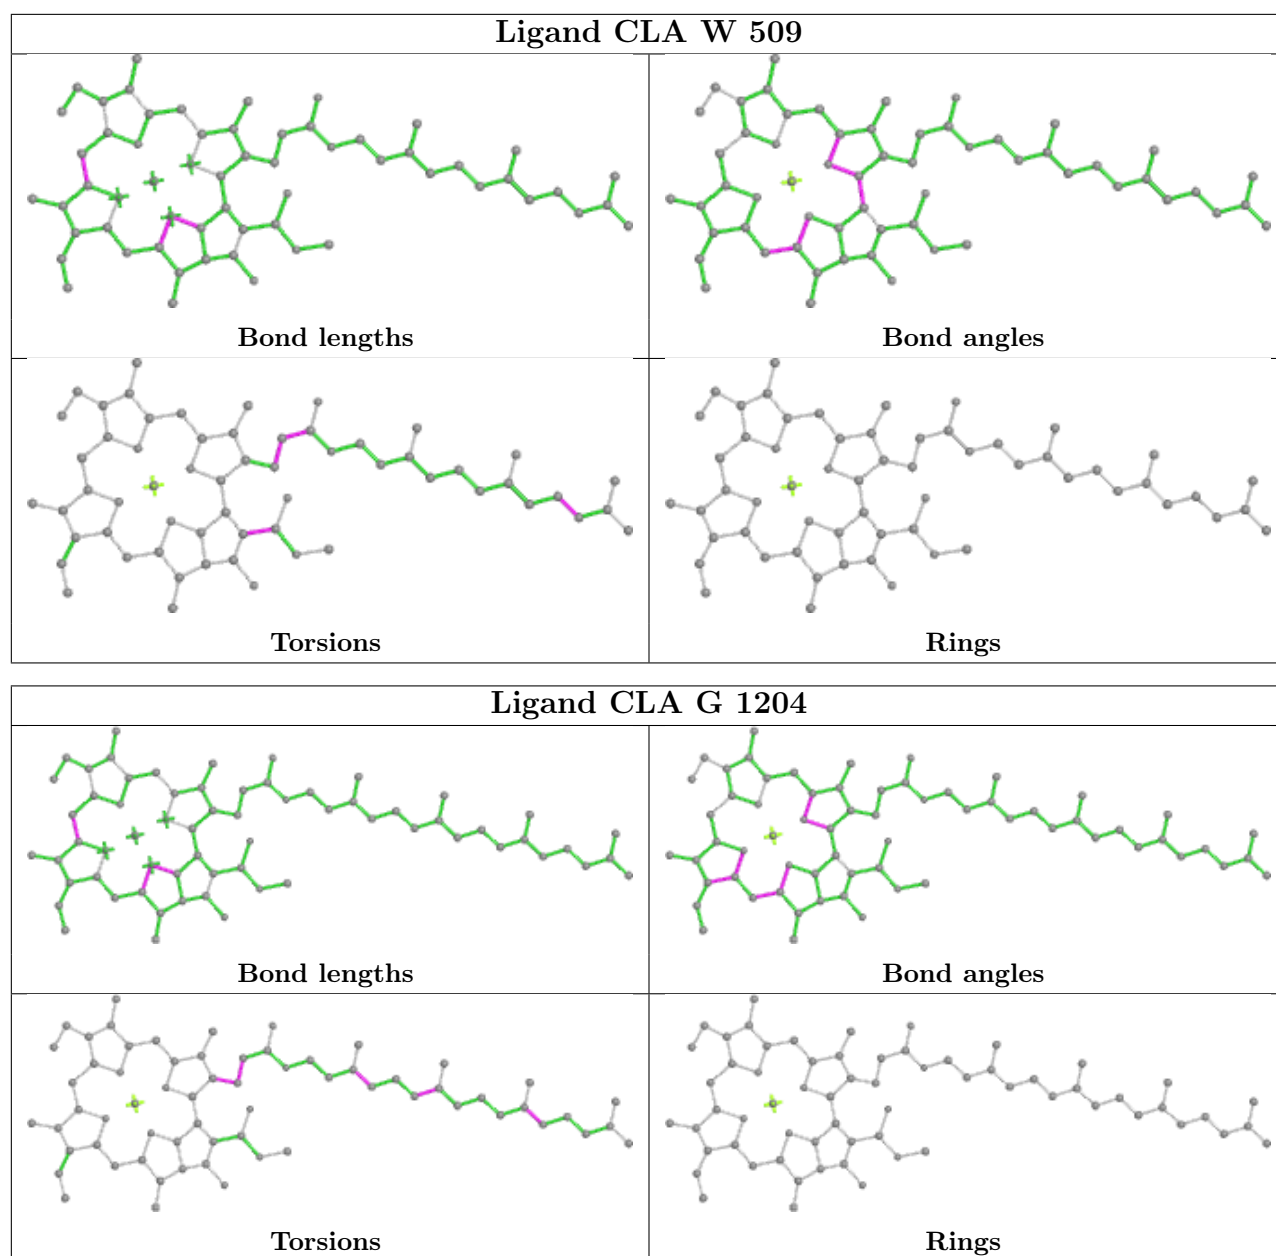 Ligand CLA W 509
Bond lengths
Bond angles
Torsions
Rings
Ligand CLA G 1204
Bond lengths
Bond angles
Torsions
Rings